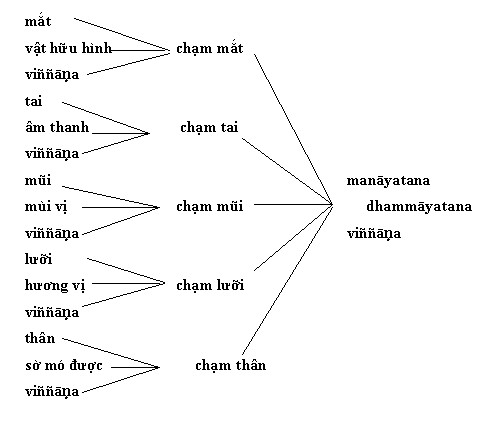 mắt
vật hữu hình
viññāṇa
chạm mắt
tai
âm thanh
viññāṇa
chạm tai
mũi
mùi vị
viññāṇa
chạm mũi
lưỡi
hương vị
viññāṇa
chạm lưỡi
thân
sờ mó được
viññāṇa
chạm thân
manāyatana
dhammāyatana
viññāṇa